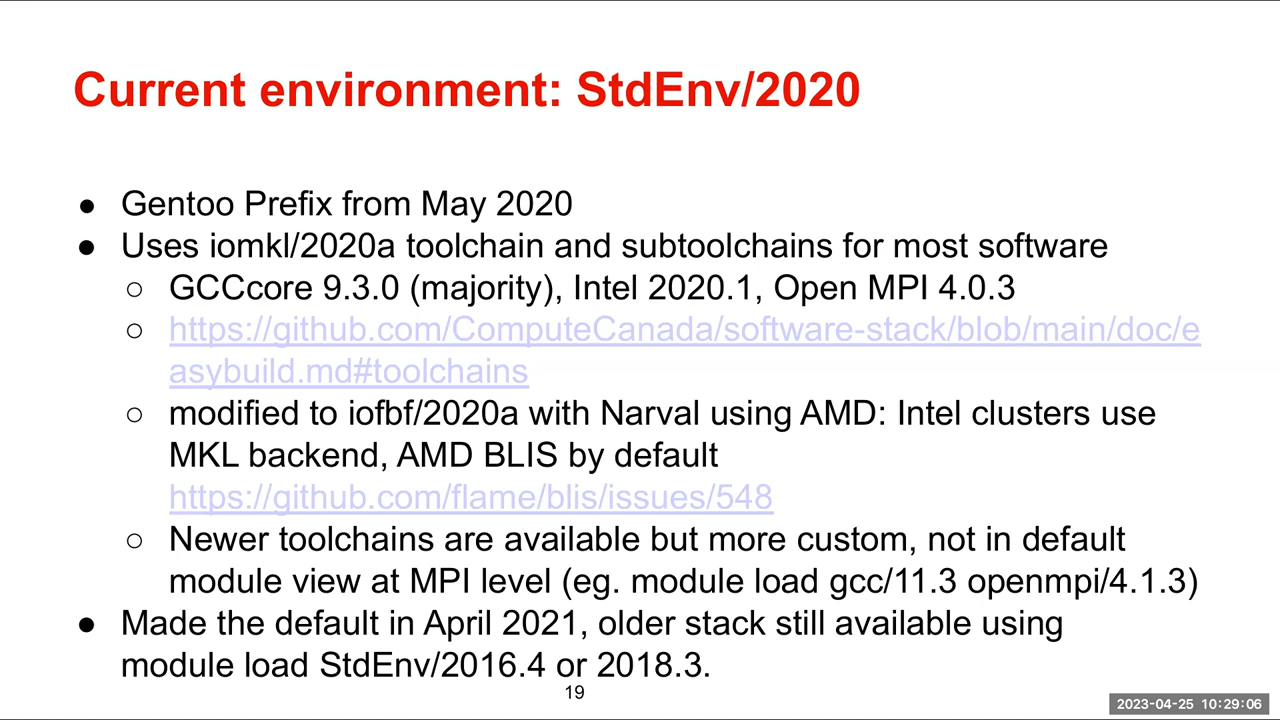 Current environment: StdEnv/2020
● Gentoo Prefix from May 2020
● Uses iomkl/2020a toolchain and subtoolchains for most software
○ GCCcore 9.3.0 (majority), Intel 2020.1, Open MPI 4.0.3
○ https://github.com/ComputeCanada/software-stack/blob/main/doc/e
asybuild.md#toolchains
○ modified to iofbf/2020a with Narval using AMD: Intel clusters use
MKL backend, AMD BLIS by default
https://github.com/flame/blis/issues/548
○ Newer toolchains are available but more custom, not in default
module view at MPI level (eg. module load gcc/11.3 openmpi/4.1.3)
● Made the default in April 2021, older stack still available using
module load StdEnv/2016.4 or 2018.3.
19
2023-04-25 10:29:06